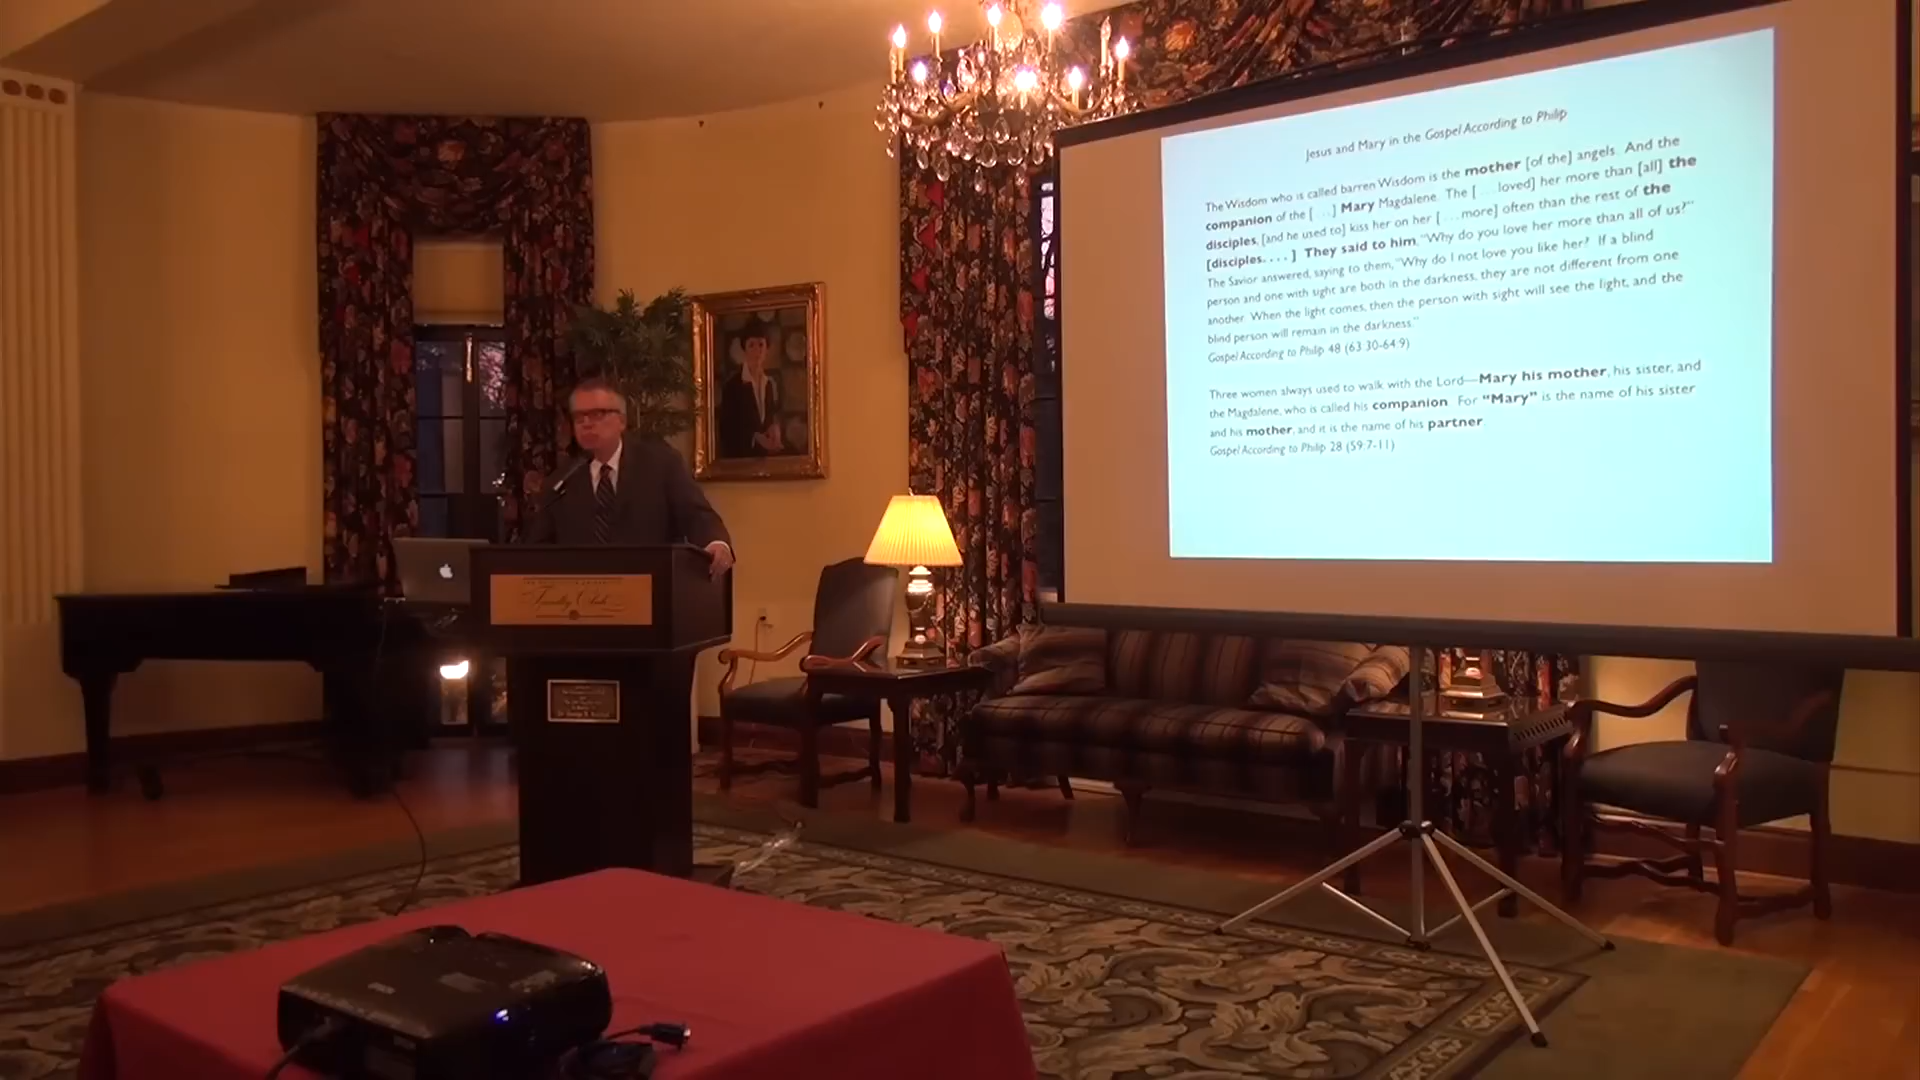 Jesus and Mary in the Gospel According to Philip
The Wisdom who is called barren Wisdom is the mother [of the] angels. And the
companion of the [ . . . ] Mary Magdalene. The [ . . . loved] her more than [all] the
disciples, [and he used to] kiss her on her [ . . . more] often than the rest of the
[disciples. . . . ] They said to him, "Why do you love her more than all of us?"
The Savior answered, saying to them, "Why do I not love you like her? If a blind
person and one with sight are both in the darkness, they are not different from one
another. When the light comes, then the person with sight will see the light, and the
blind person will remain in the darkness."
Gospel According to Philip 48 (63.30-64.9)
Three women always used to walk with the Lord—Mary his mother, his sister, and
the Magdalene, who is called his companion. For "Mary" is the name of his sister
and his mother, and it is the name of his partner.
Gospel According to Philip 28 (59.7-11)
Faculty Club